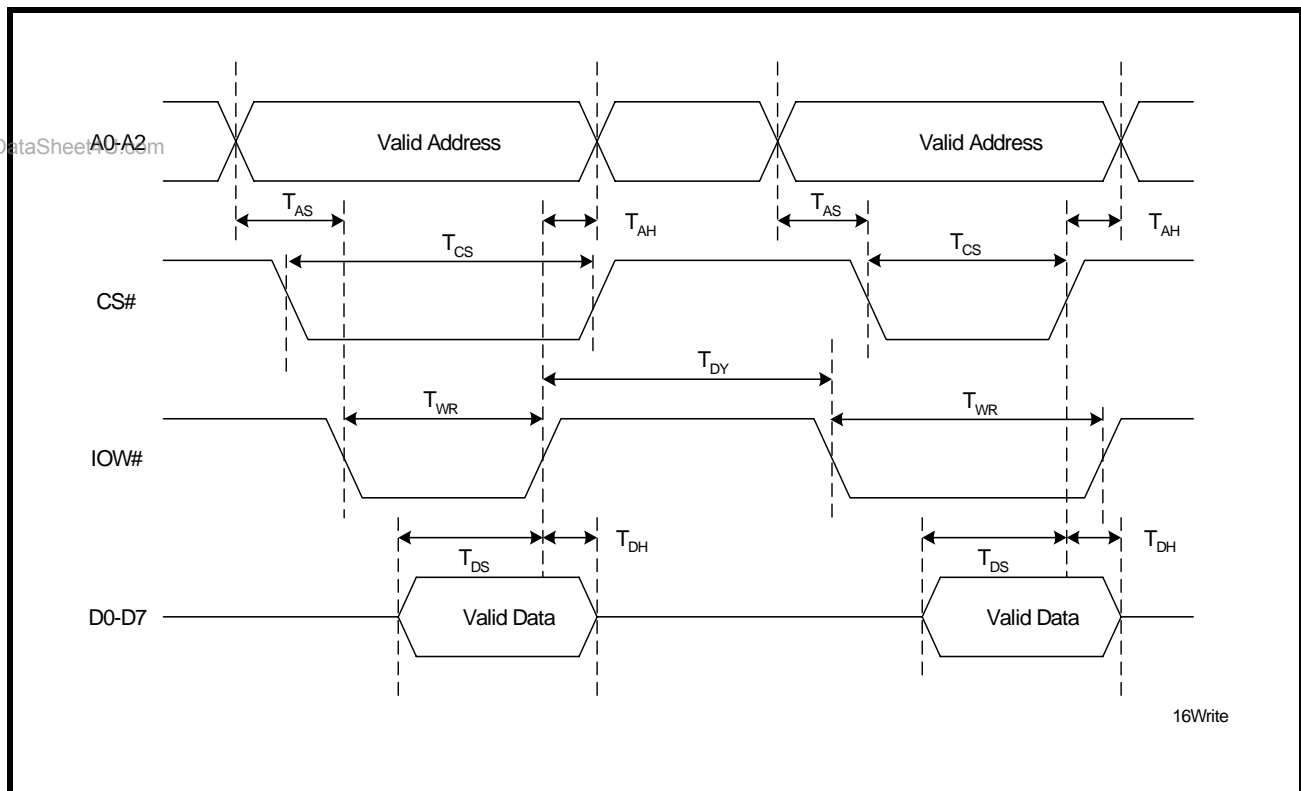 DataSheet4U.com
A0-A2
Valid Address
Valid Address
TAS
TAH
TAS
TAH
TCS
TCS
CS#
TDY
TWR
TWR
IOW#
TDS
TDH
TDS
TDH
D0-D7
Valid Data
Valid Data
16Write